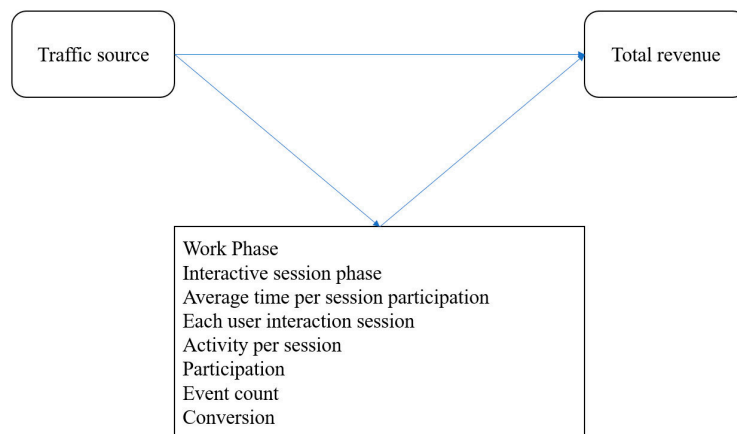 Traffic source
Total revenue
Work Phase
Interactive session phase
Average time per session participation
Each user interaction session
Activity per session
Participation
Event count
Conversion